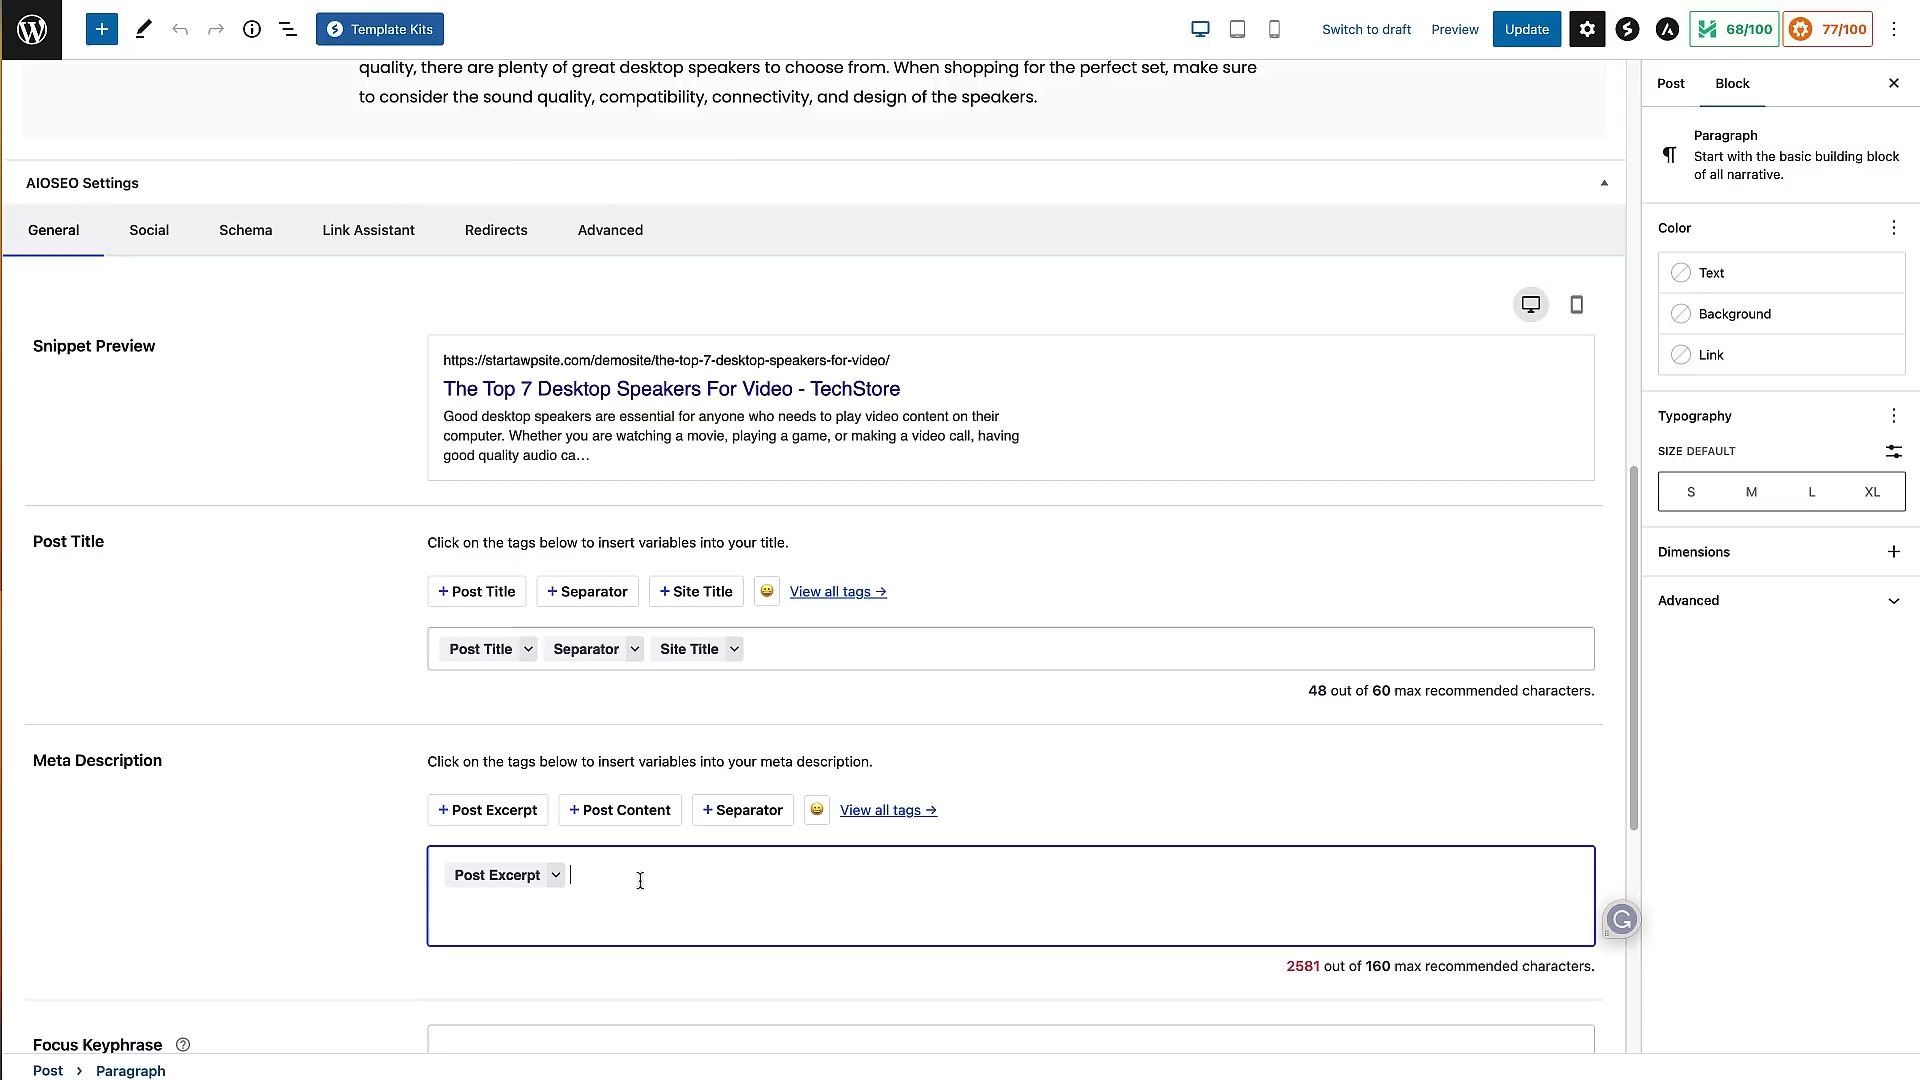 Template Kits
Switch to draft
Preview
Update
68/100
77/100
quality, there are plenty of great desktop speakers to choose from. When shopping for the perfect set, make sure
to consider the sound quality, compatibility, connectivity, and design of the speakers.
AIOSEO Settings
General
Social
Schema
Link Assistant
Redirects
Advanced
Snippet Preview
https://startawpsite.com/demosite/the-top-7-desktop-speakers-for-video/
The Top 7 Desktop Speakers For Video - TechStore
Good desktop speakers are essential for anyone who needs to play video content on their
computer. Whether you are watching a movie, playing a game, or making a video call, having
good quality audio ca...
Post Title
Click on the tags below to insert variables into your title.
+ Post Title
+ Separator
+ Site Title
View all tags →
Post Title
Separator
Site Title
48 out of 60 max recommended characters.
Meta Description
Click on the tags below to insert variables into your meta description.
+ Post Excerpt
+ Post Content
+ Separator
View all tags →
Post Excerpt
2581 out of 160 max recommended characters.
Focus Keyphrase
Post > Paragraph
Post
Block
Paragraph
Start with the basic building block
of all narrative.
Color
Text
Background
Link
Typography
SIZE DEFAULT
S
M
L
XL
Dimensions
Advanced